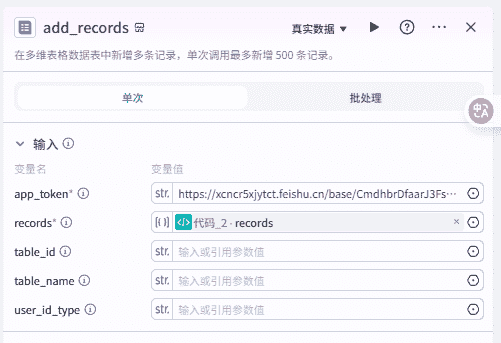 add_records 真实数据
在多维表格数据表中新增多条记录，单次调用最多新增 500 条记录。
单次 批处理
输入
变量名 变量值
app_token* str. https://xcncr5xjytct.feishu.cn/base/CmdhbrDfaarJ3Fs···
records* [{}] 代码_2 · records ×
table_id str. 输入或引用参数值
table_name str. 输入或引用参数值
user_id_type str. 输入或引用参数值